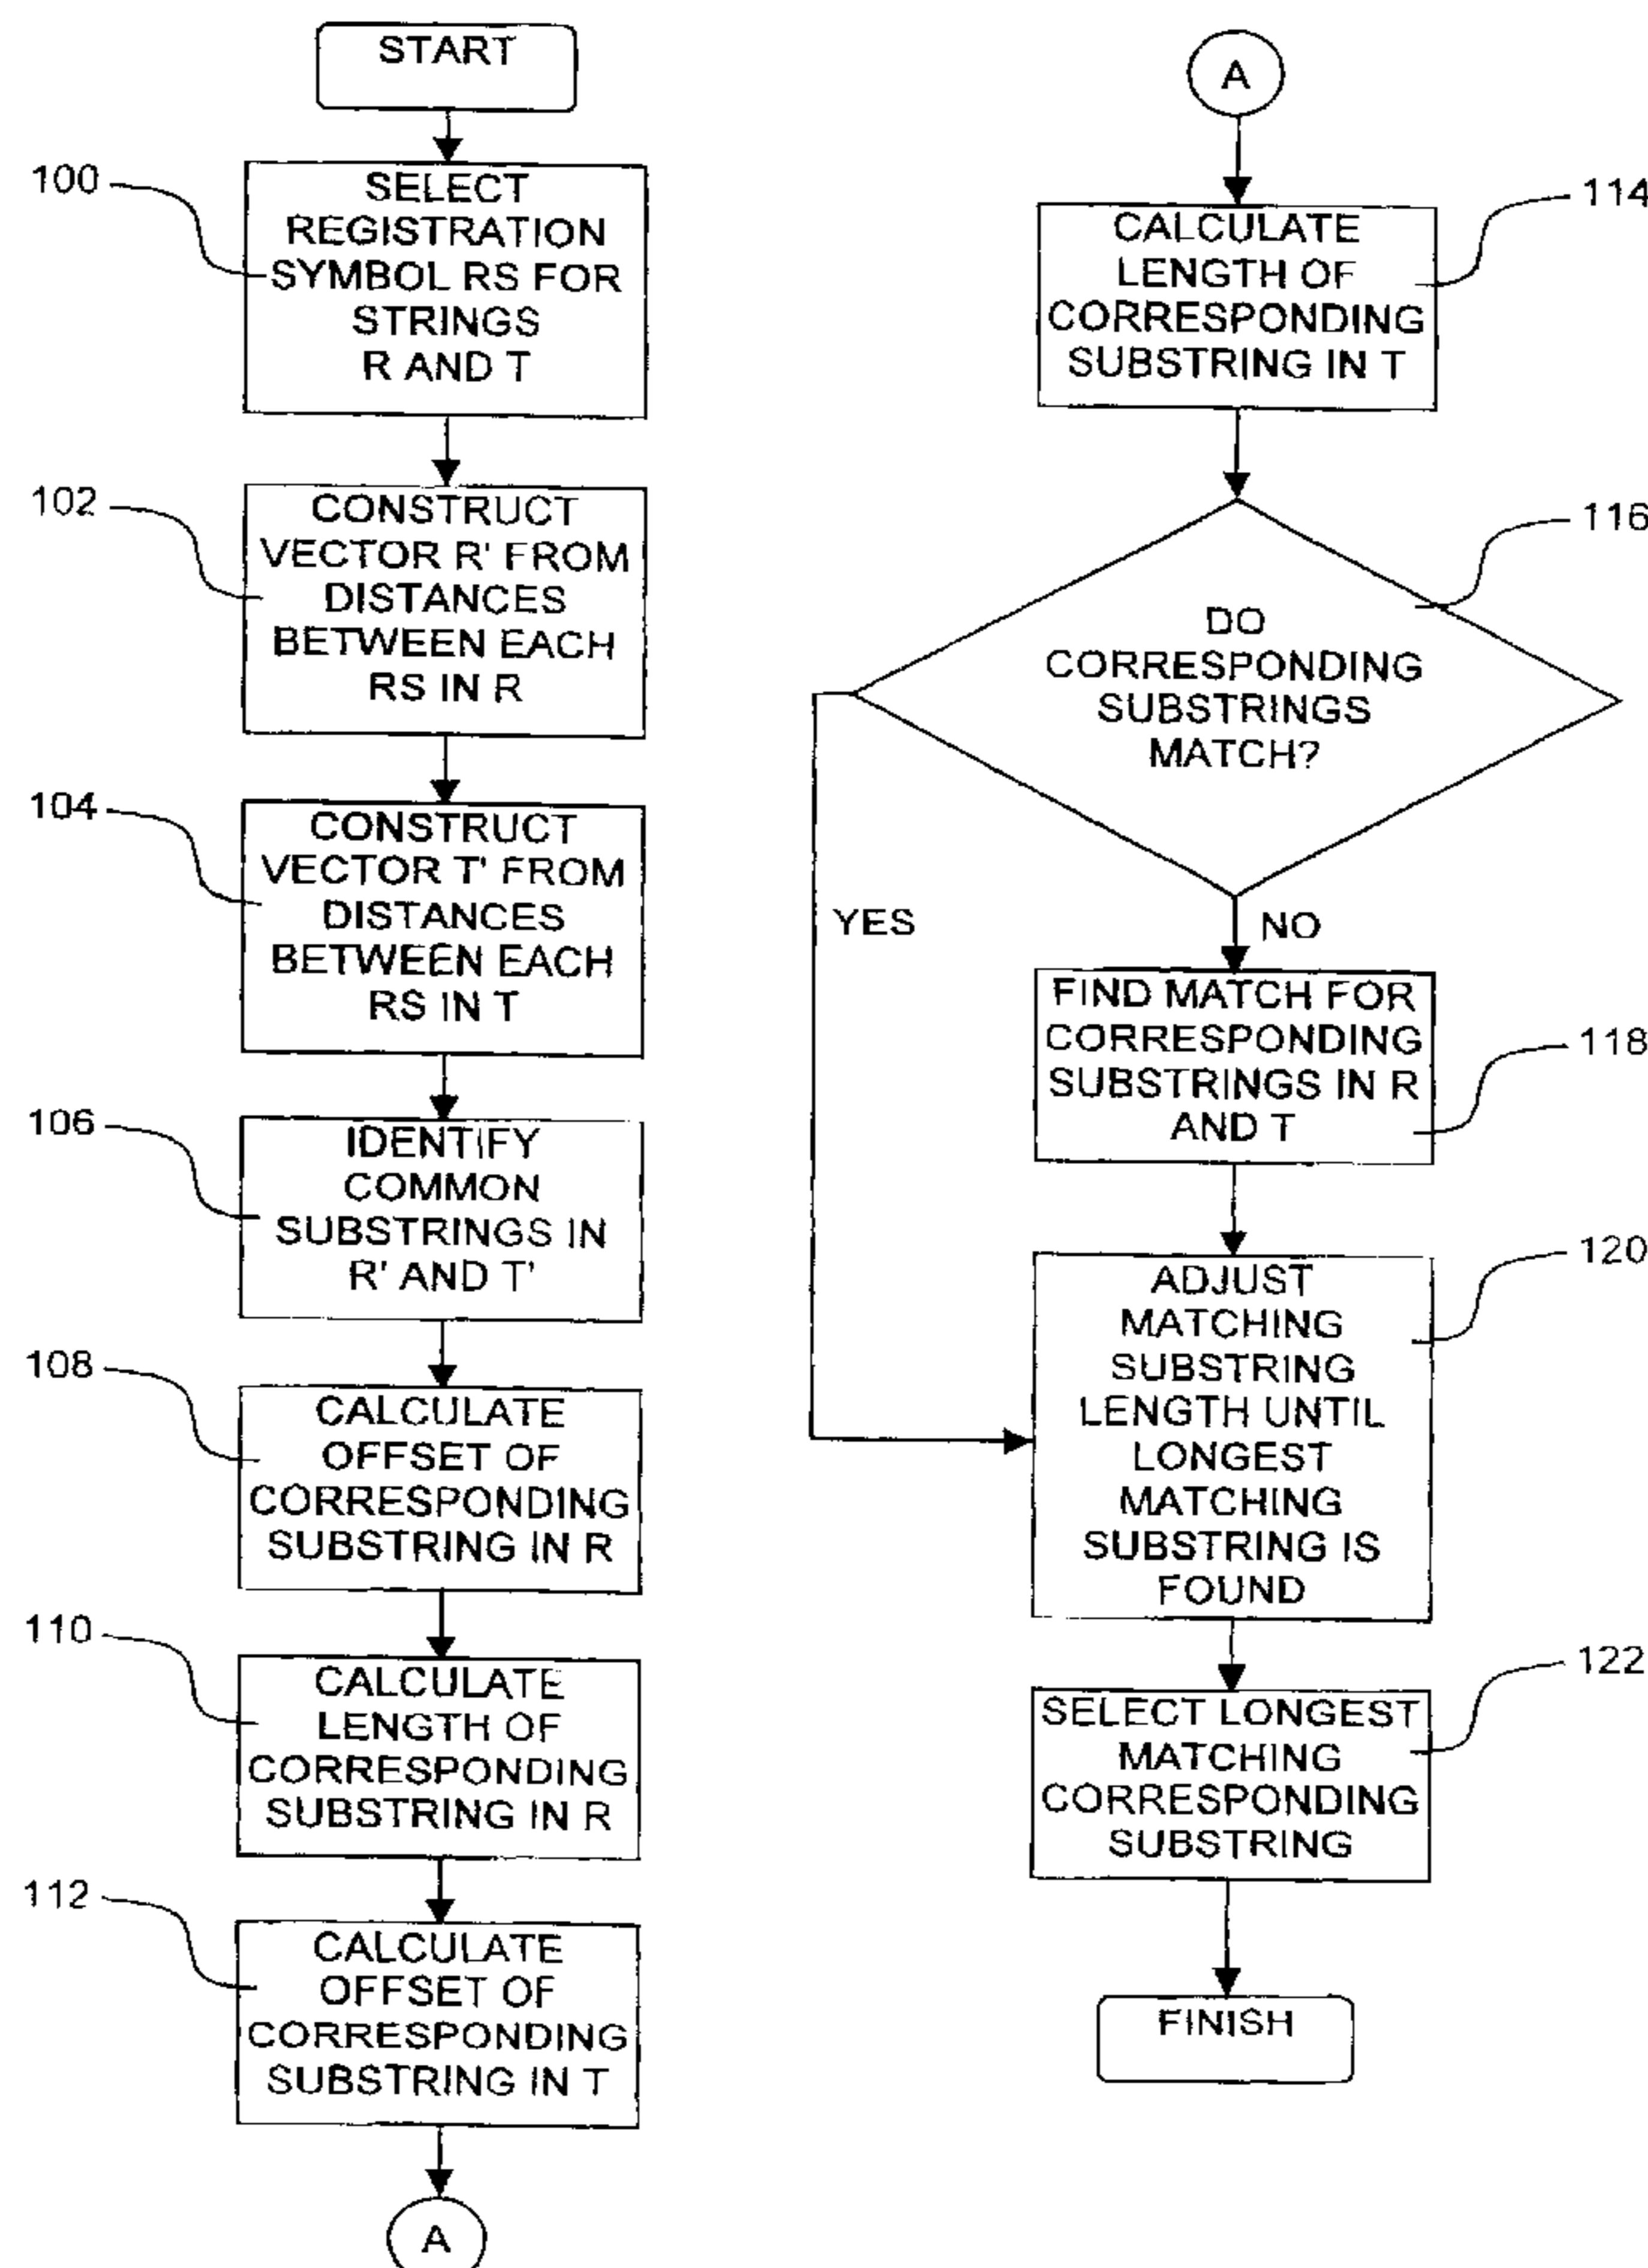 START
100
SELECT
REGISTRATION
SYMBOL RS FOR
STRINGS
R AND T
102
CONSTRUCT
VECTOR R' FROM
DISTANCES
BETWEEN EACH
RS IN R
104
CONSTRUCT
VECTOR T' FROM
DISTANCES
BETWEEN EACH
RS IN T
106
IDENTIFY
COMMON
SUBSTRINGS IN
R' AND T'
108
CALCULATE
OFFSET OF
CORRESPONDING
SUBSTRING IN R
110
CALCULATE
LENGTH OF
CORRESPONDING
SUBSTRING IN R
112
CALCULATE
OFFSET OF
CORRESPONDING
SUBSTRING IN T
A
A
114
CALCULATE
LENGTH OF
CORRESPONDING
SUBSTRING IN T
116
DO
CORRESPONDING
SUBSTRINGS
MATCH?
YES
NO
FIND MATCH FOR
CORRESPONDING
SUBSTRINGS IN R
AND T
118
120
ADJUST
MATCHING
SUBSTRING
LENGTH UNTIL
LONGEST
MATCHING
SUBSTRING IS
FOUND
122
SELECT LONGEST
MATCHING
CORRESPONDING
SUBSTRING
FINISH